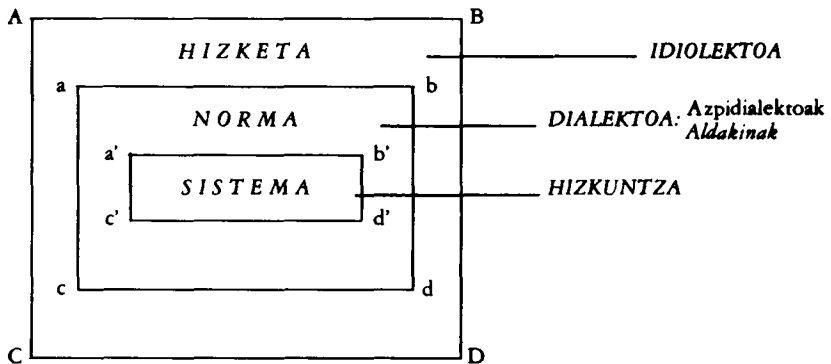 A B
HIZKETA IDIOLEKTOA
a b
NORMA DIALEKTOA: Azpidialektoak
Aldakinak
a' b'
SISTEMA HIZKUNTZA
c' d'
c d
C D